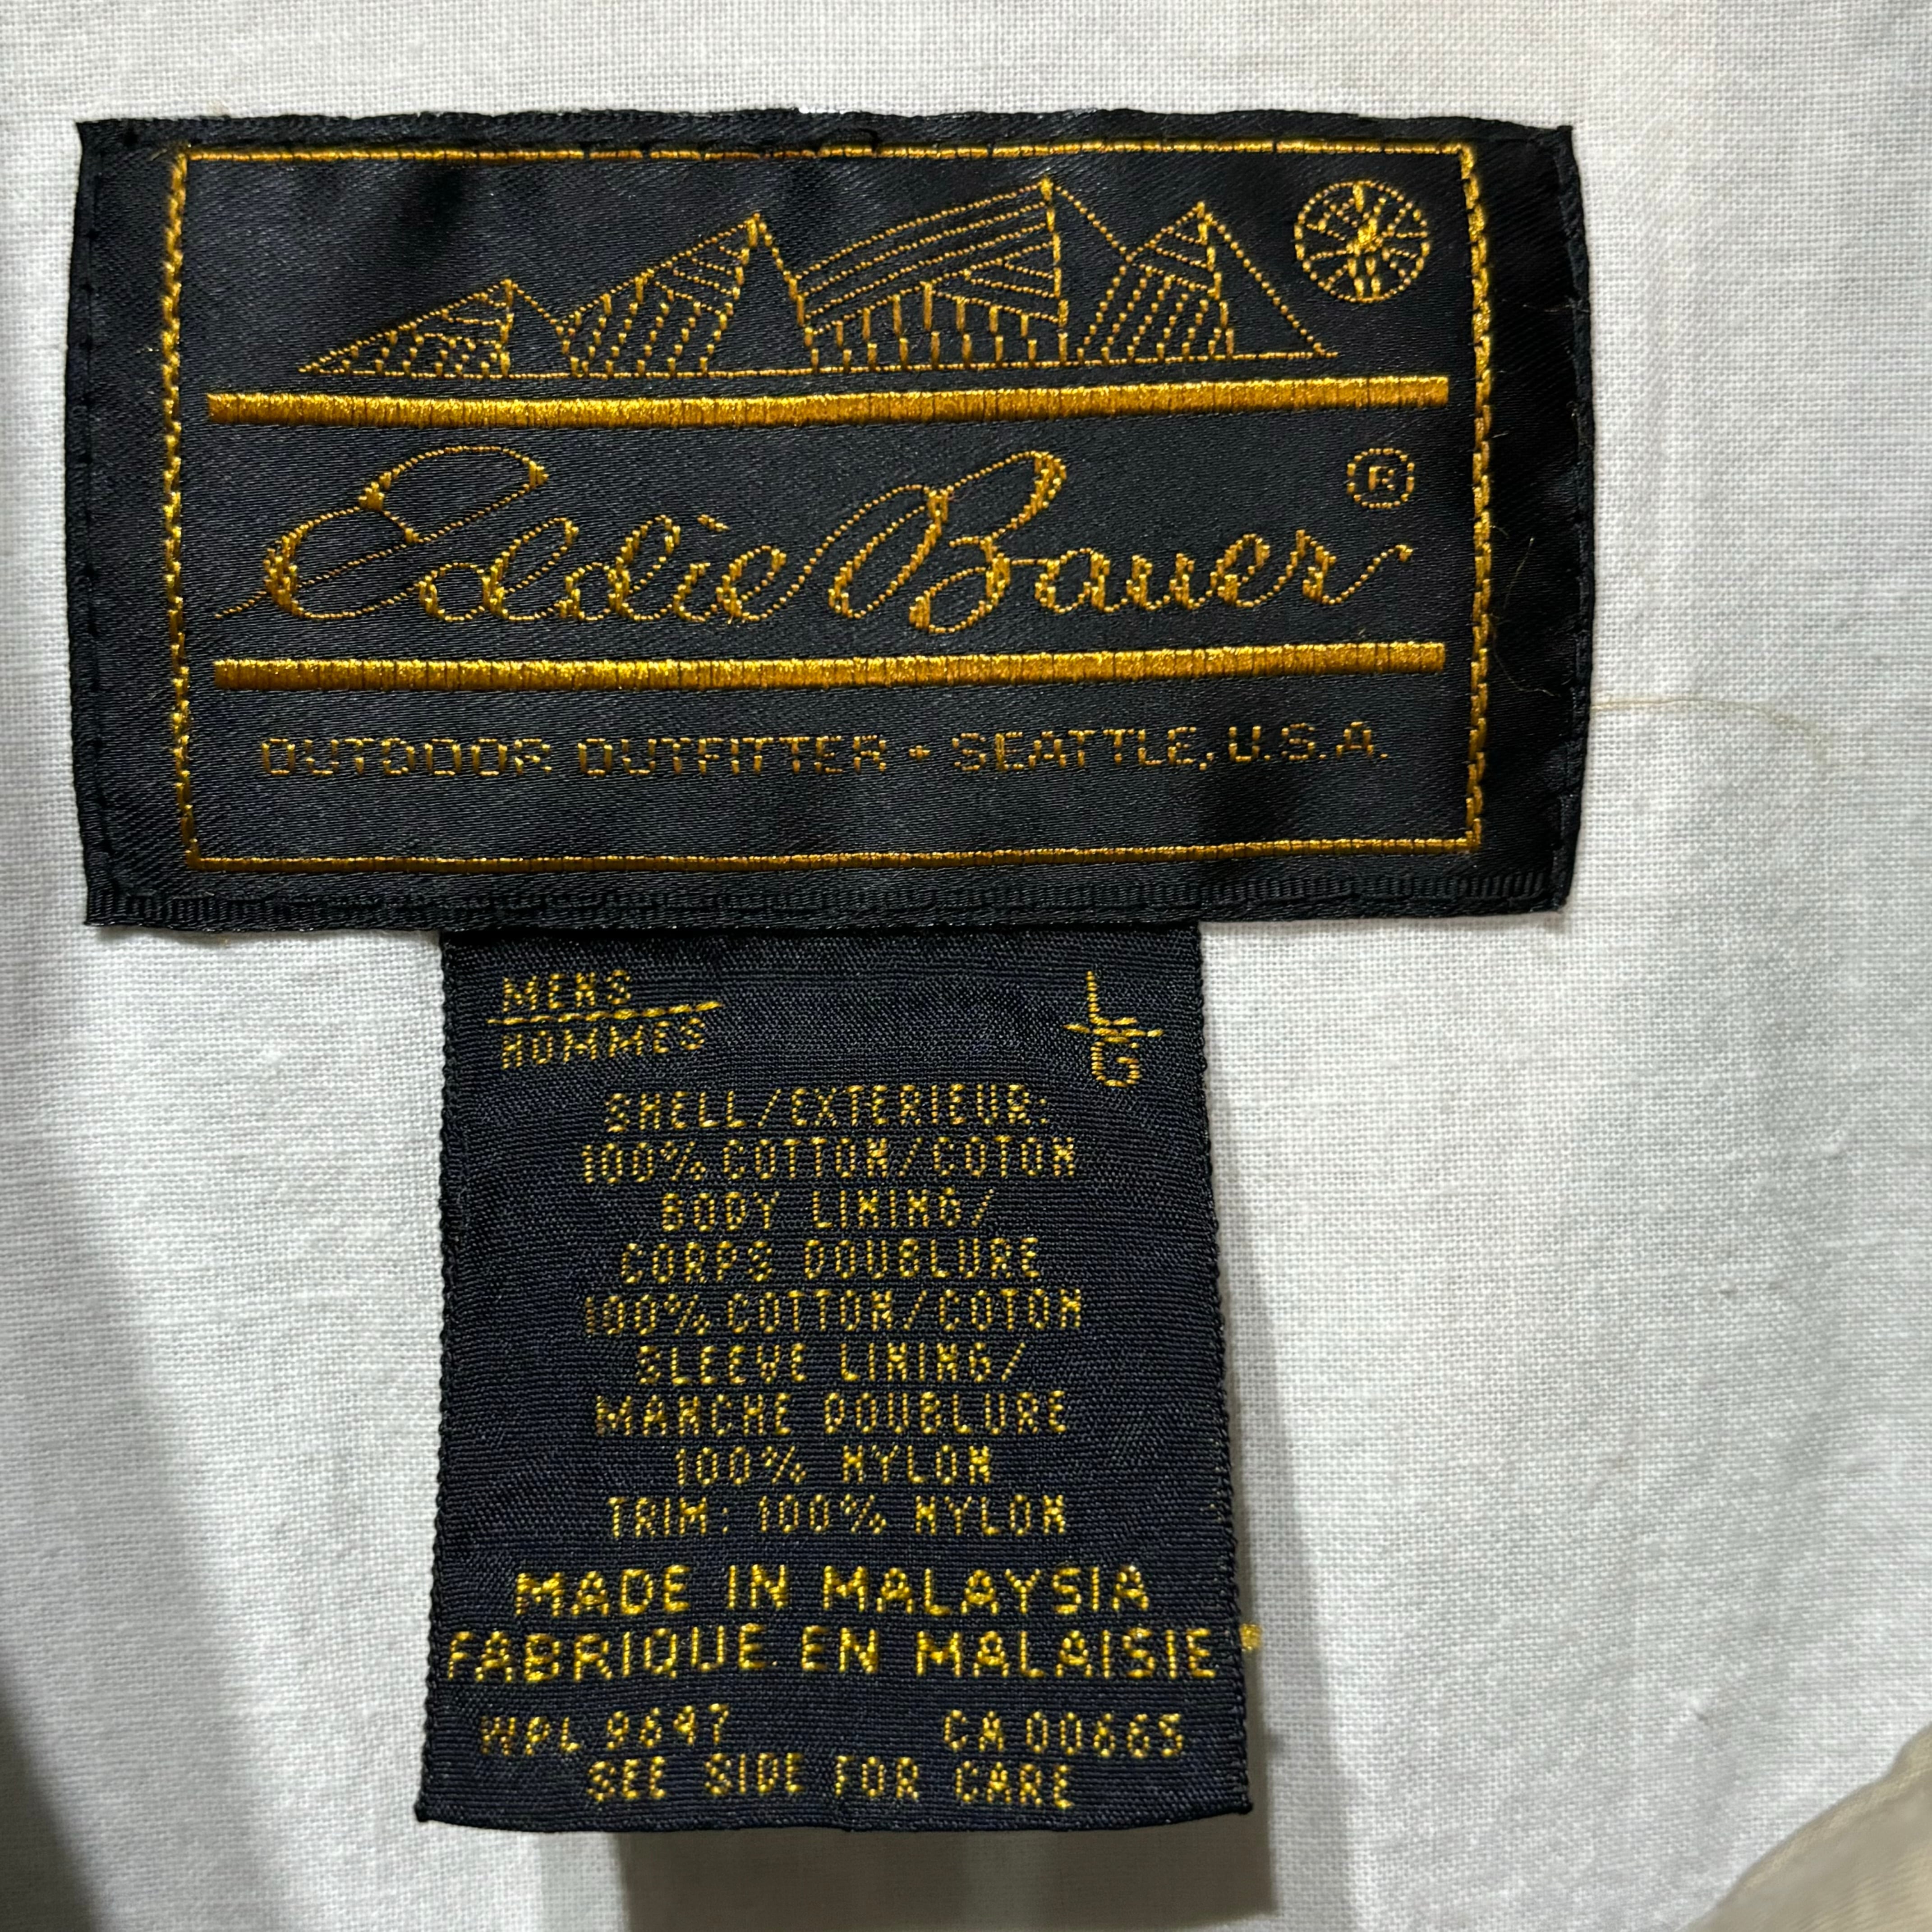 Eddie Bauer ®
OUTDOOR OUTFITTER • SEATTLE, U.S.A.
MENS
HOMMES
L
G
SHELL/EXTERIEUR:
100% COTTON/COTON
BODY LINING/
CORPS DOUBLURE
100% COTTON/COTON
SLEEVE LINING/
MANCHE DOUBLURE
100% NYLON
TRIM: 100% NYLON
MADE IN MALAYSIA
FABRIQUE EN MALAISIE
WPL 9647 CA 00665
SEE SIDE FOR CARE